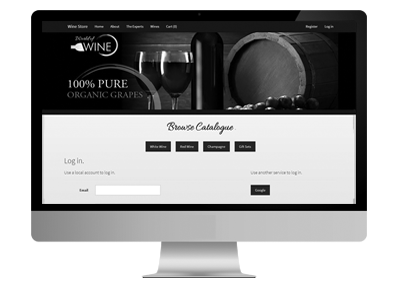 Wine Store Home About The Experts Wines Cart (0) Register Log in
World of
WINE
100% PURE
ORGANIC GRAPES
Browse Catalogue
White Wine Red Wine Champagne Gift Sets
Log in.
Use a local account to log in. Use another service to log in.
Email Google